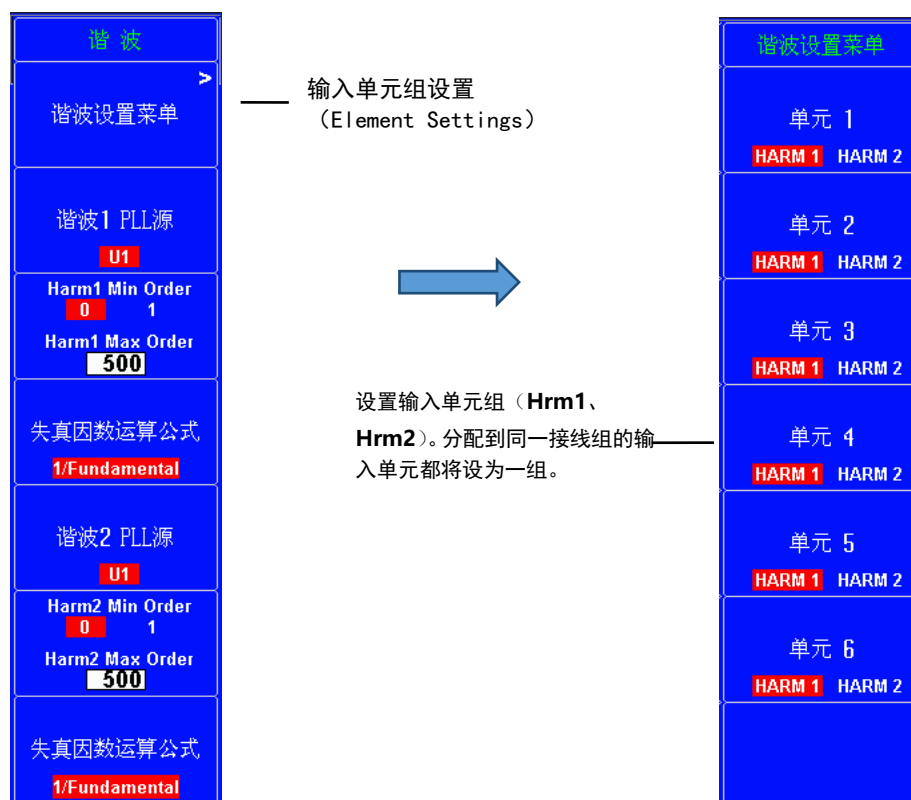 谐 波
>
谐波设置菜单
谐波1 PLL源
U1
Harm1 Min Order
0 1
Harm1 Max Order
500
失真因数运算公式
1/Fundamental
谐波2 PLL源
U1
Harm2 Min Order
0 1
Harm2 Max Order
500
失真因数运算公式
1/Fundamental
输入单元组设置
（Element Settings）
设置输入单元组（Hrm1、
Hrm2）。分配到同一接线组的输
入单元都将设为一组。
谐波设置菜单
单元 1
HARM 1 HARM 2
单元 2
HARM 1 HARM 2
单元 3
HARM 1 HARM 2
单元 4
HARM 1 HARM 2
单元 5
HARM 1 HARM 2
单元 6
HARM 1 HARM 2